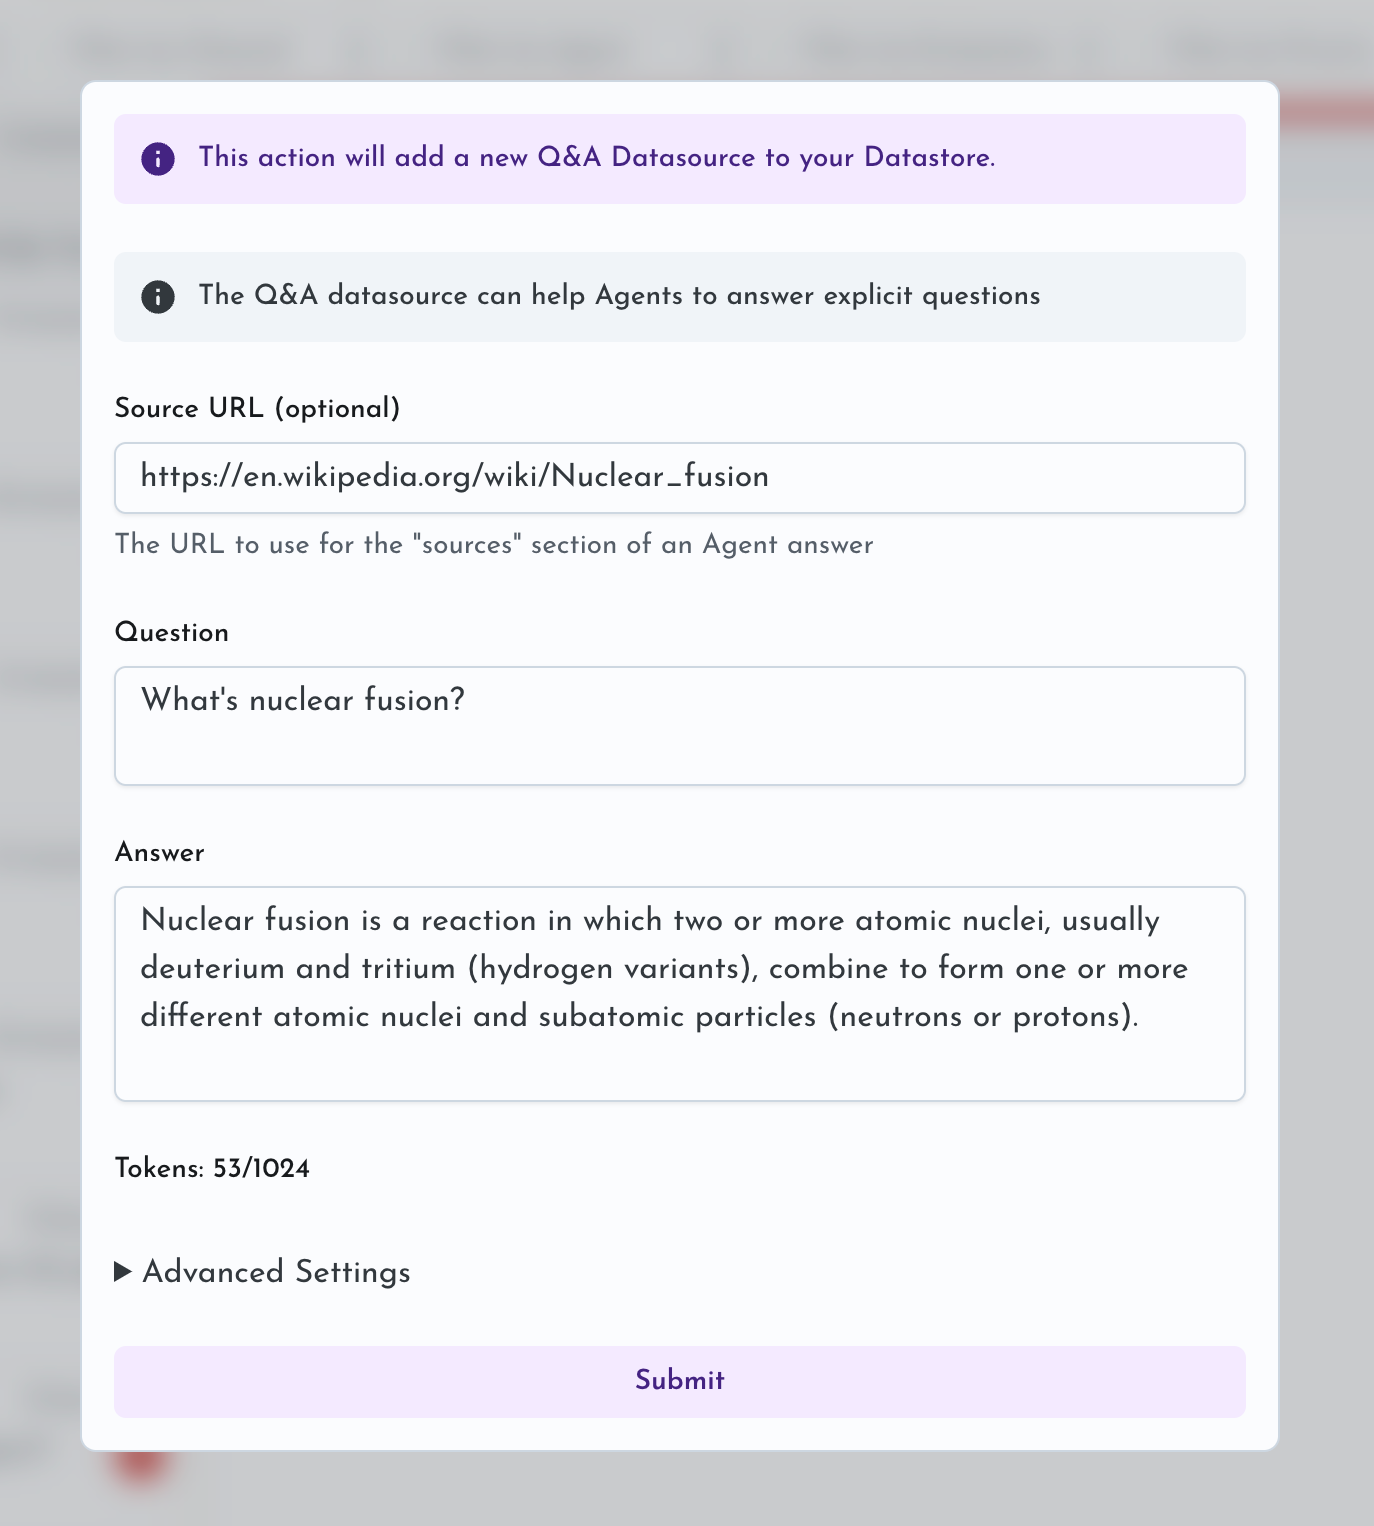 This action will add a new Q&A Datasource to your Datastore.
The Q&A datasource can help Agents to answer explicit questions
Source URL (optional)
https://en.wikipedia.org/wiki/Nuclear_fusion
The URL to use for the "sources" section of an Agent answer
Question
What's nuclear fusion?
Answer
Nuclear fusion is a reaction in which two or more atomic nuclei, usually
deuterium and tritium (hydrogen variants), combine to form one or more
different atomic nuclei and subatomic particles (neutrons or protons).
Tokens: 53/1024
Advanced Settings
Submit